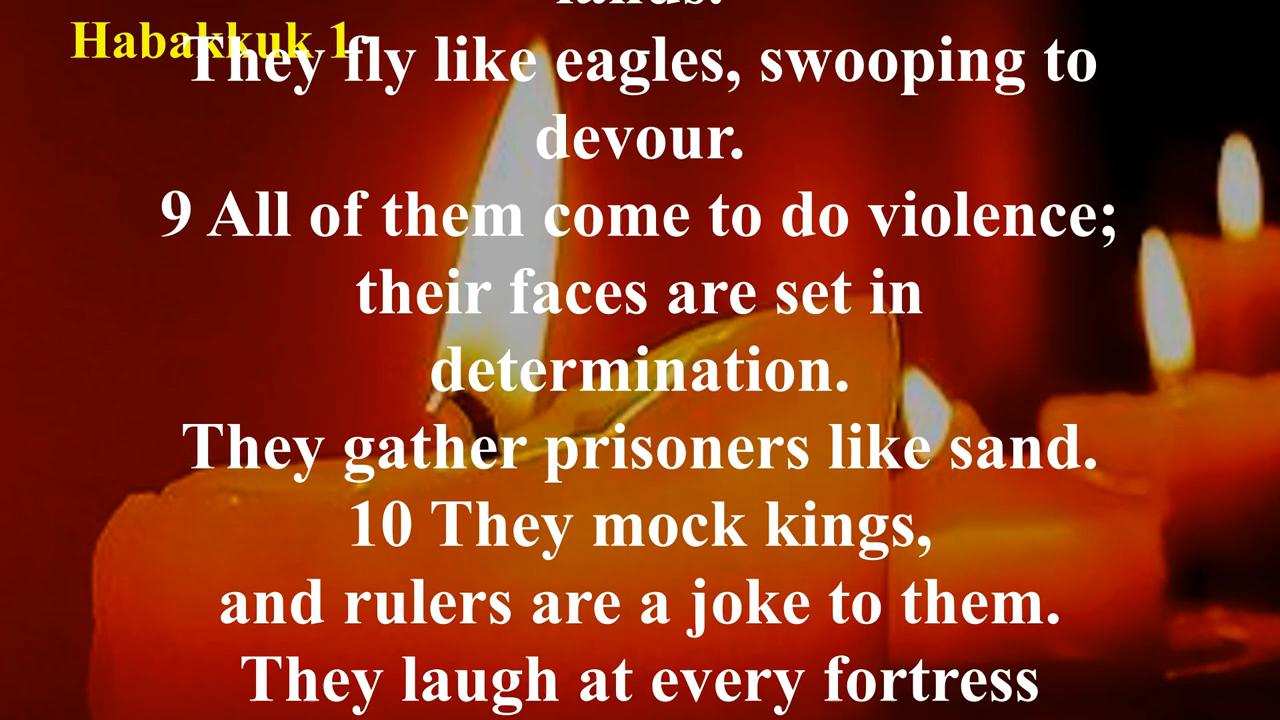 Habakkuk 1
They fly like eagles, swooping to
devour.
9 All of them come to do violence;
their faces are set in
determination.
They gather prisoners like sand.
10 They mock kings,
and rulers are a joke to them.
They laugh at every fortress